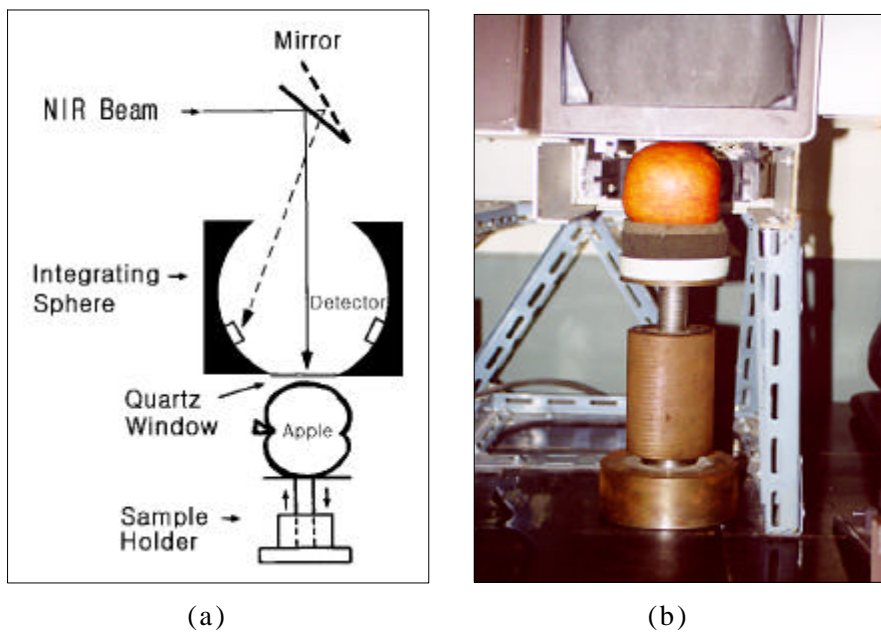 Mirror
NIR Beam
Integrating
Sphere
Detector
Quartz
Window
Apple
Sample
Holder
(a)
(b)